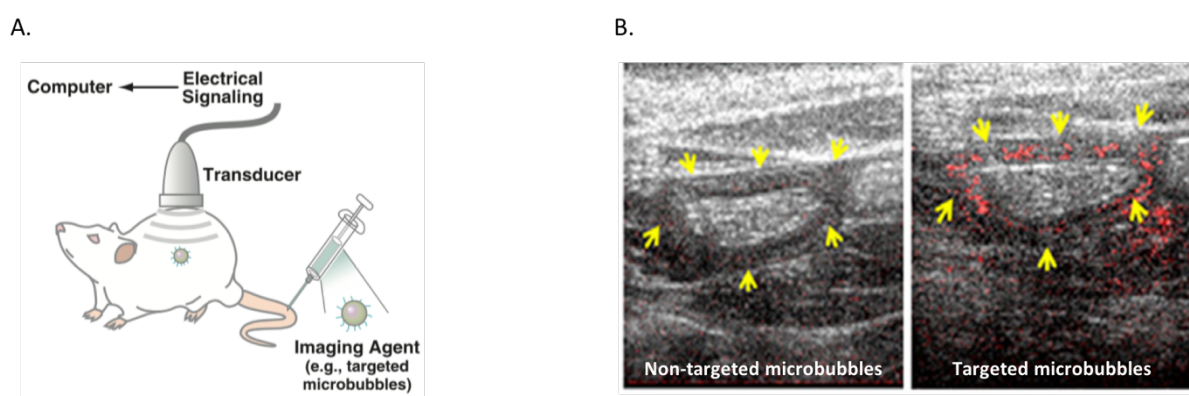 A.
B.
Computer
Electrical
Signaling
Transducer
Imaging Agent
(e.g., targeted
microbubbles)
Non-targeted microbubbles
Targeted microbubbles